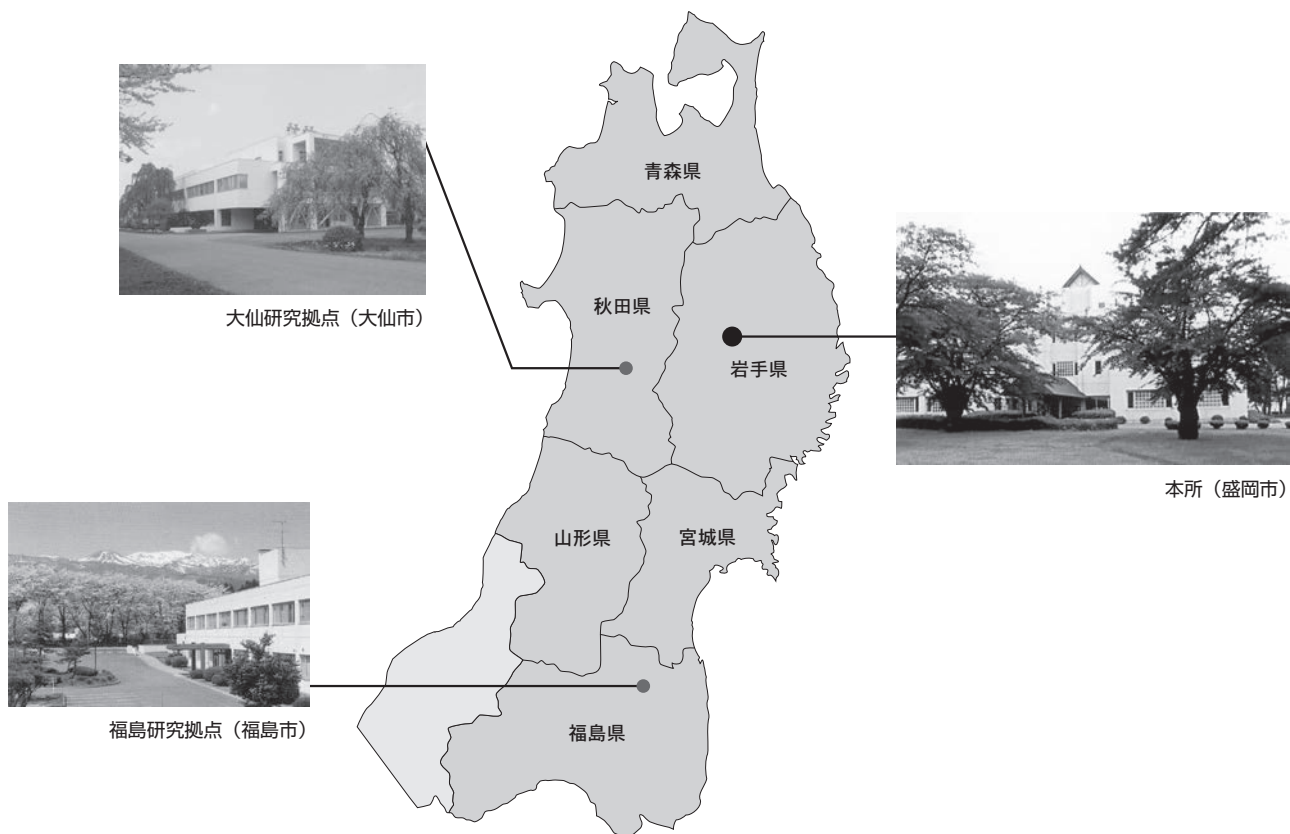 青森県
秋田県
大仙研究拠点（大仙市）
岩手県
本所（盛岡市）
山形県
宮城県
福島県
福島研究拠点（福島市）